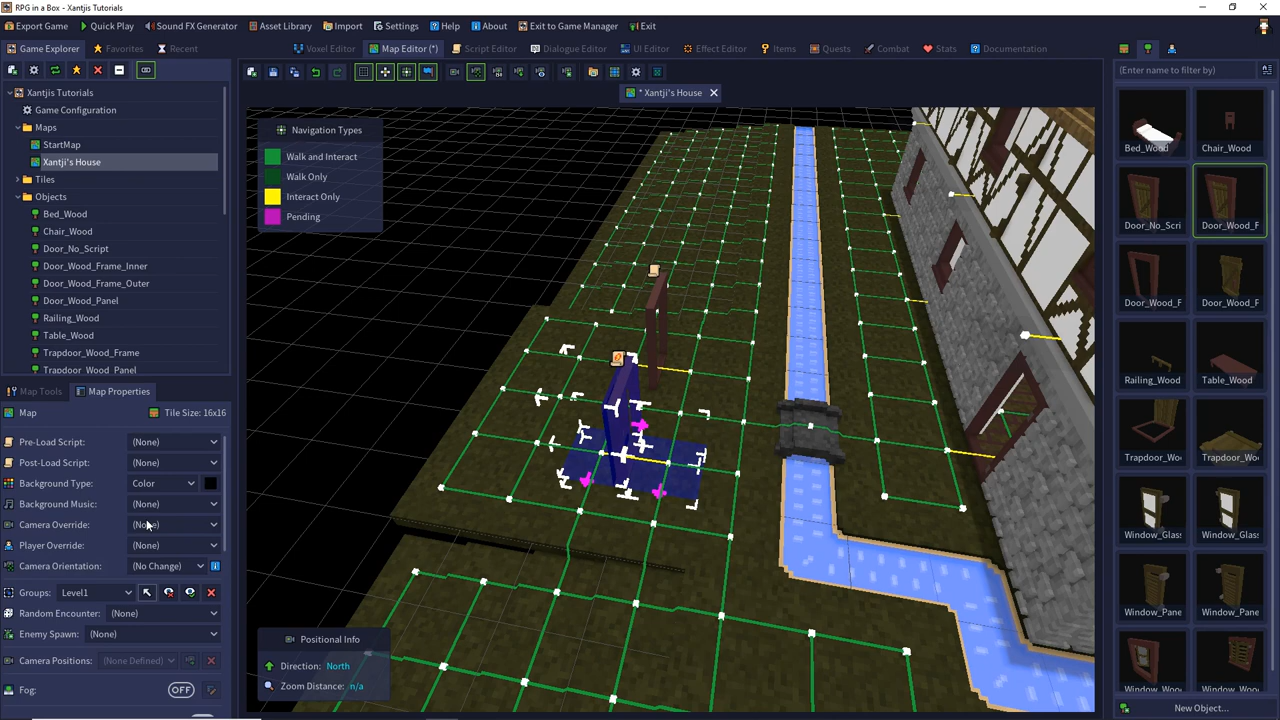 RPG in a Box - Xantjis Tutorials
Export Game Quick Play Sound FX Generator Asset Library Import Settings Help About Exit to Game Manager Exit
Game Explorer Favorites Recent Voxel Editor Map Editor (*) Script Editor Dialogue Editor UI Editor Effect Editor Items Quests Combat Stats Documentation
(Enter name to filter by)
* Xantji's House
Xantjis Tutorials
Game Configuration
Maps
StartMap
Xantji's House
Tiles
Objects
Bed_Wood
Chair_Wood
Door_No_Script
Door_Wood_Frame_Inner
Door_Wood_Frame_Outer
Door_Wood_Panel
Railing_Wood
Table_Wood
Trapdoor_Wood_Frame
Trapdoor_Wood_Panel
Map Tools Map Properties
Map Tile Size: 16x16
Pre-Load Script: (None)
Post-Load Script: (None)
Background Type: Color
Background Music: (None)
Camera Override: (None)
Player Override: (None)
Camera Orientation: (No Change)
Groups: Level1
Random Encounter: (None)
Enemy Spawn: (None)
Camera Positions: (None Defined)
Fog: OFF
Navigation Types
Walk and Interact
Walk Only
Interact Only
Pending
Positional Info
Direction: North
Zoom Distance: n/a
Bed_Wood Chair_Wood
Door_No_Scri Door_Wood_F
Door_Wood_F Door_Wood_F
Railing_Wood Table_Wood
Trapdoor_Wo Trapdoor_Wo
Window_Glas Window_Glas
Window_Pane Window_Pane
Window_Woo Window_Woo
New Object...